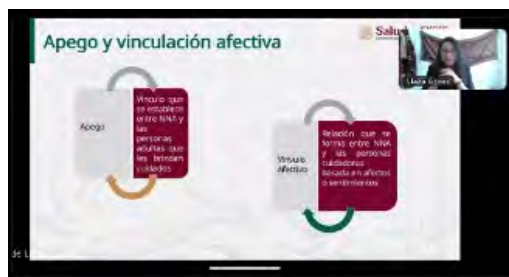 Apego y vinculación afectiva
Salud
Apego
Vínculo que
se establece
entre NNA y
las
personas
adultas que
les brindan
cuidados
Vínculo
Afectivo
Relación que se
forma entre NNA
y las personas
cuidadoras
basada en afectos
o sentimientos
de